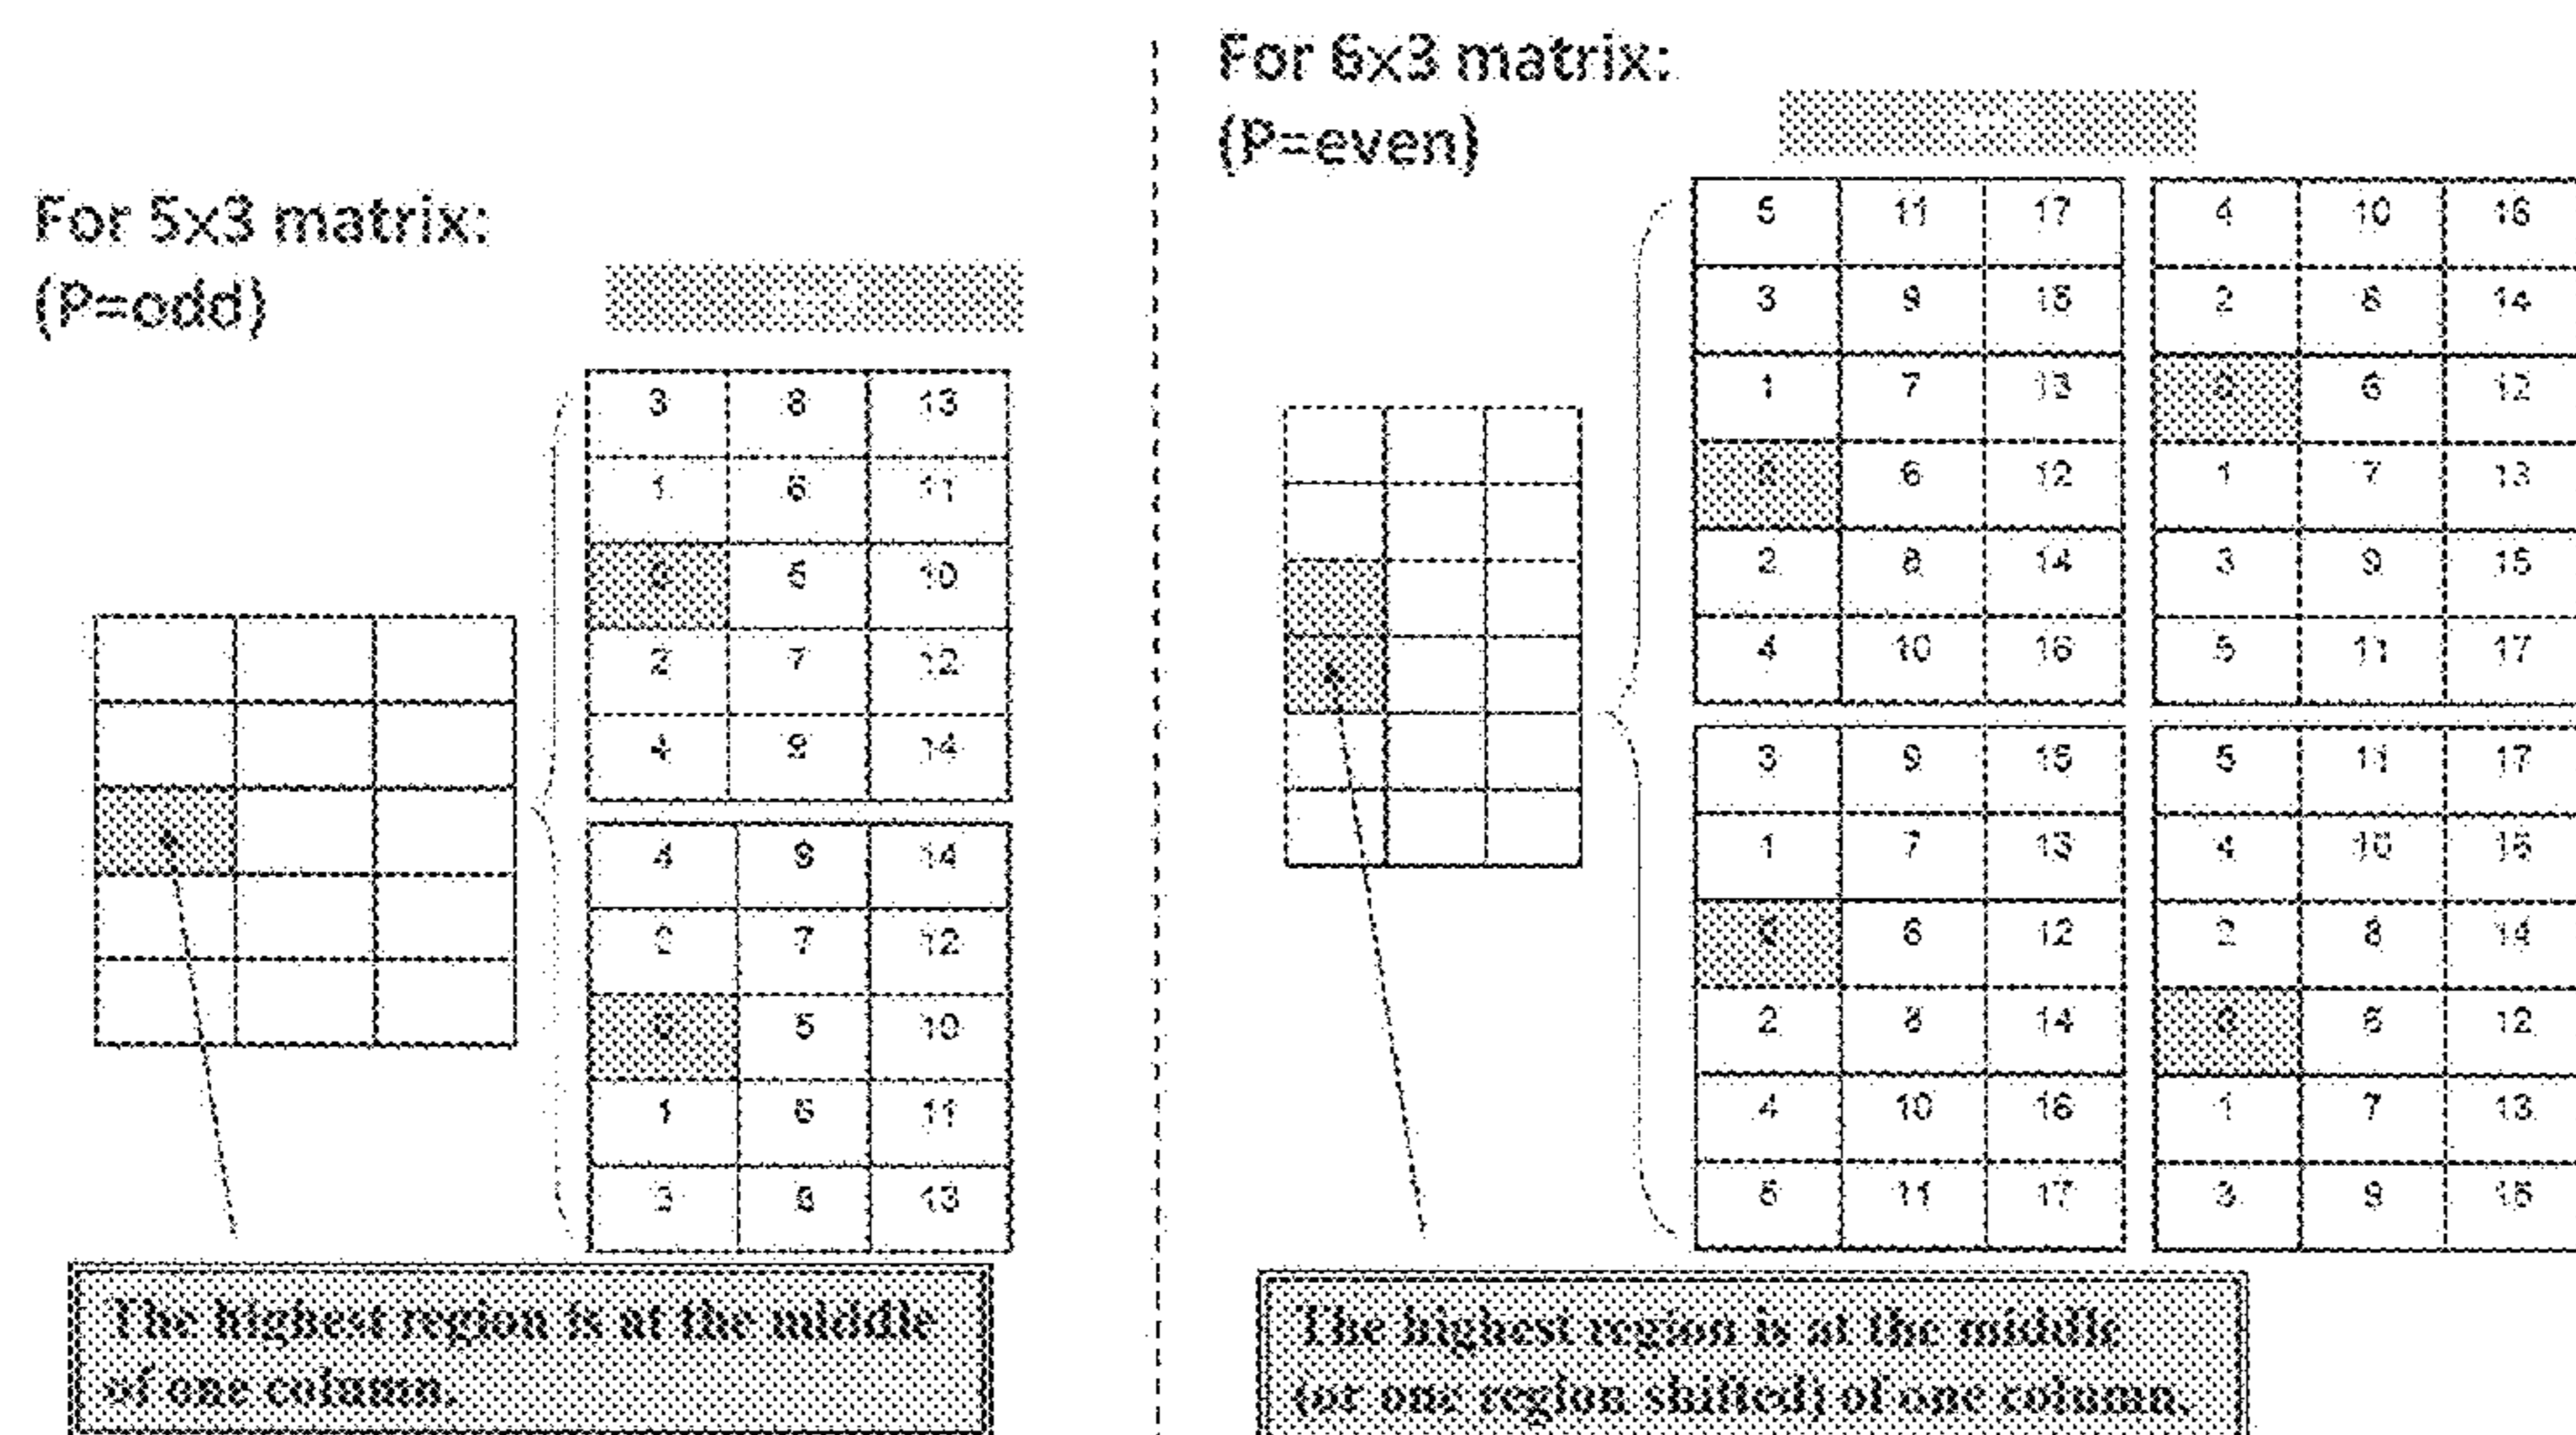 For 5x3 matrix:
(P=odd)
3 8 13
1 6 11
0 5 10
2 7 12
4 9 14
4 9 14
2 7 12
0 5 10
1 6 11
3 8 13
The highest region is at the middle
of one column.
For 6x3 matrix:
(P=even)
5 11 17 4 10 16
3 9 15 2 8 14
1 7 13 0 6 12
0 6 12 1 7 13
2 8 14 3 9 15
4 10 16 5 11 17
3 9 15 5 11 17
1 7 13 4 10 16
0 6 12 2 8 14
2 8 14 0 6 12
4 10 16 1 7 13
5 11 17 3 9 15
The highest region is at the middle
(or one region shifted) of one column.